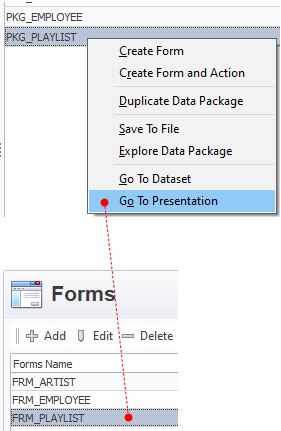 PKG_EMPLOYEE
PKG_PLAYLIST
Create Form
Create Form and Action
Duplicate Data Package
Save To File
Explore Data Package
Go To Dataset
Go To Presentation
Forms
Add Edit Delete
Forms Name
FRM_ARTIST
FRM_EMPLOYEE
FRM_PLAYLIST